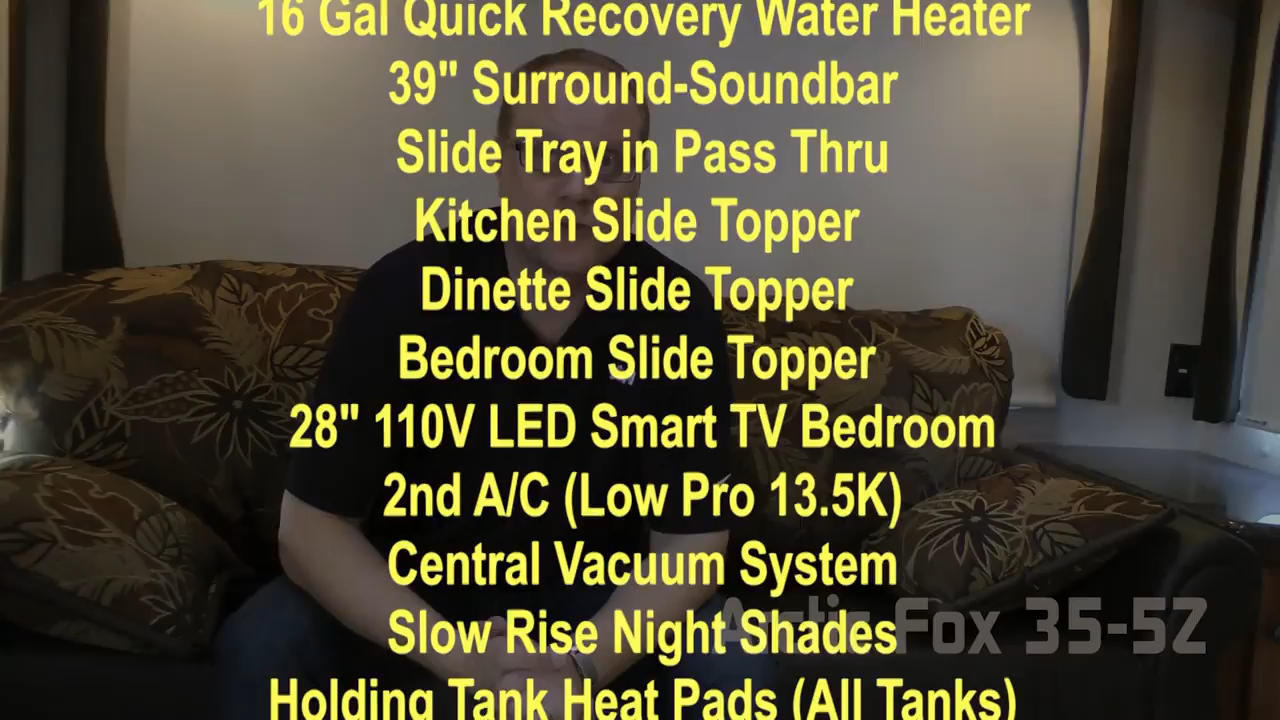 16 Gal Quick Recovery Water Heater
39" Surround-Soundbar
Slide Tray in Pass Thru
Kitchen Slide Topper
Dinette Slide Topper
Bedroom Slide Topper
28" 110V LED Smart TV Bedroom
2nd A/C (Low Pro 13.5K)
Central Vacuum System
Slow Rise Night Shades
Arctic Fox 35-5Z
Holding Tank Heat Pads (All Tanks)